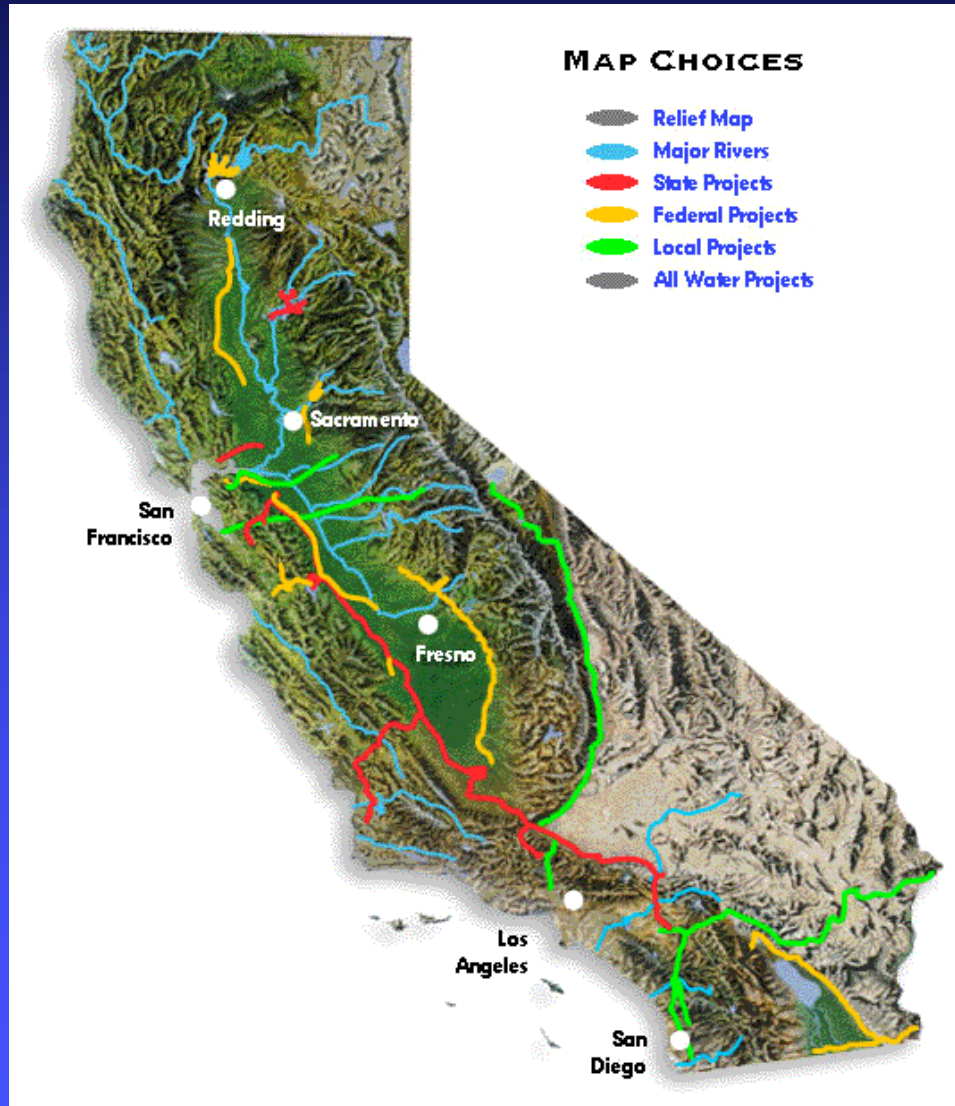 MAP CHOICES
Relief Map
Major Rivers
State Projects
Federal Projects
Local Projects
All Water Projects
Redding
Sacramento
San
Francisco
Fresno
Los
Angeles
San
Diego